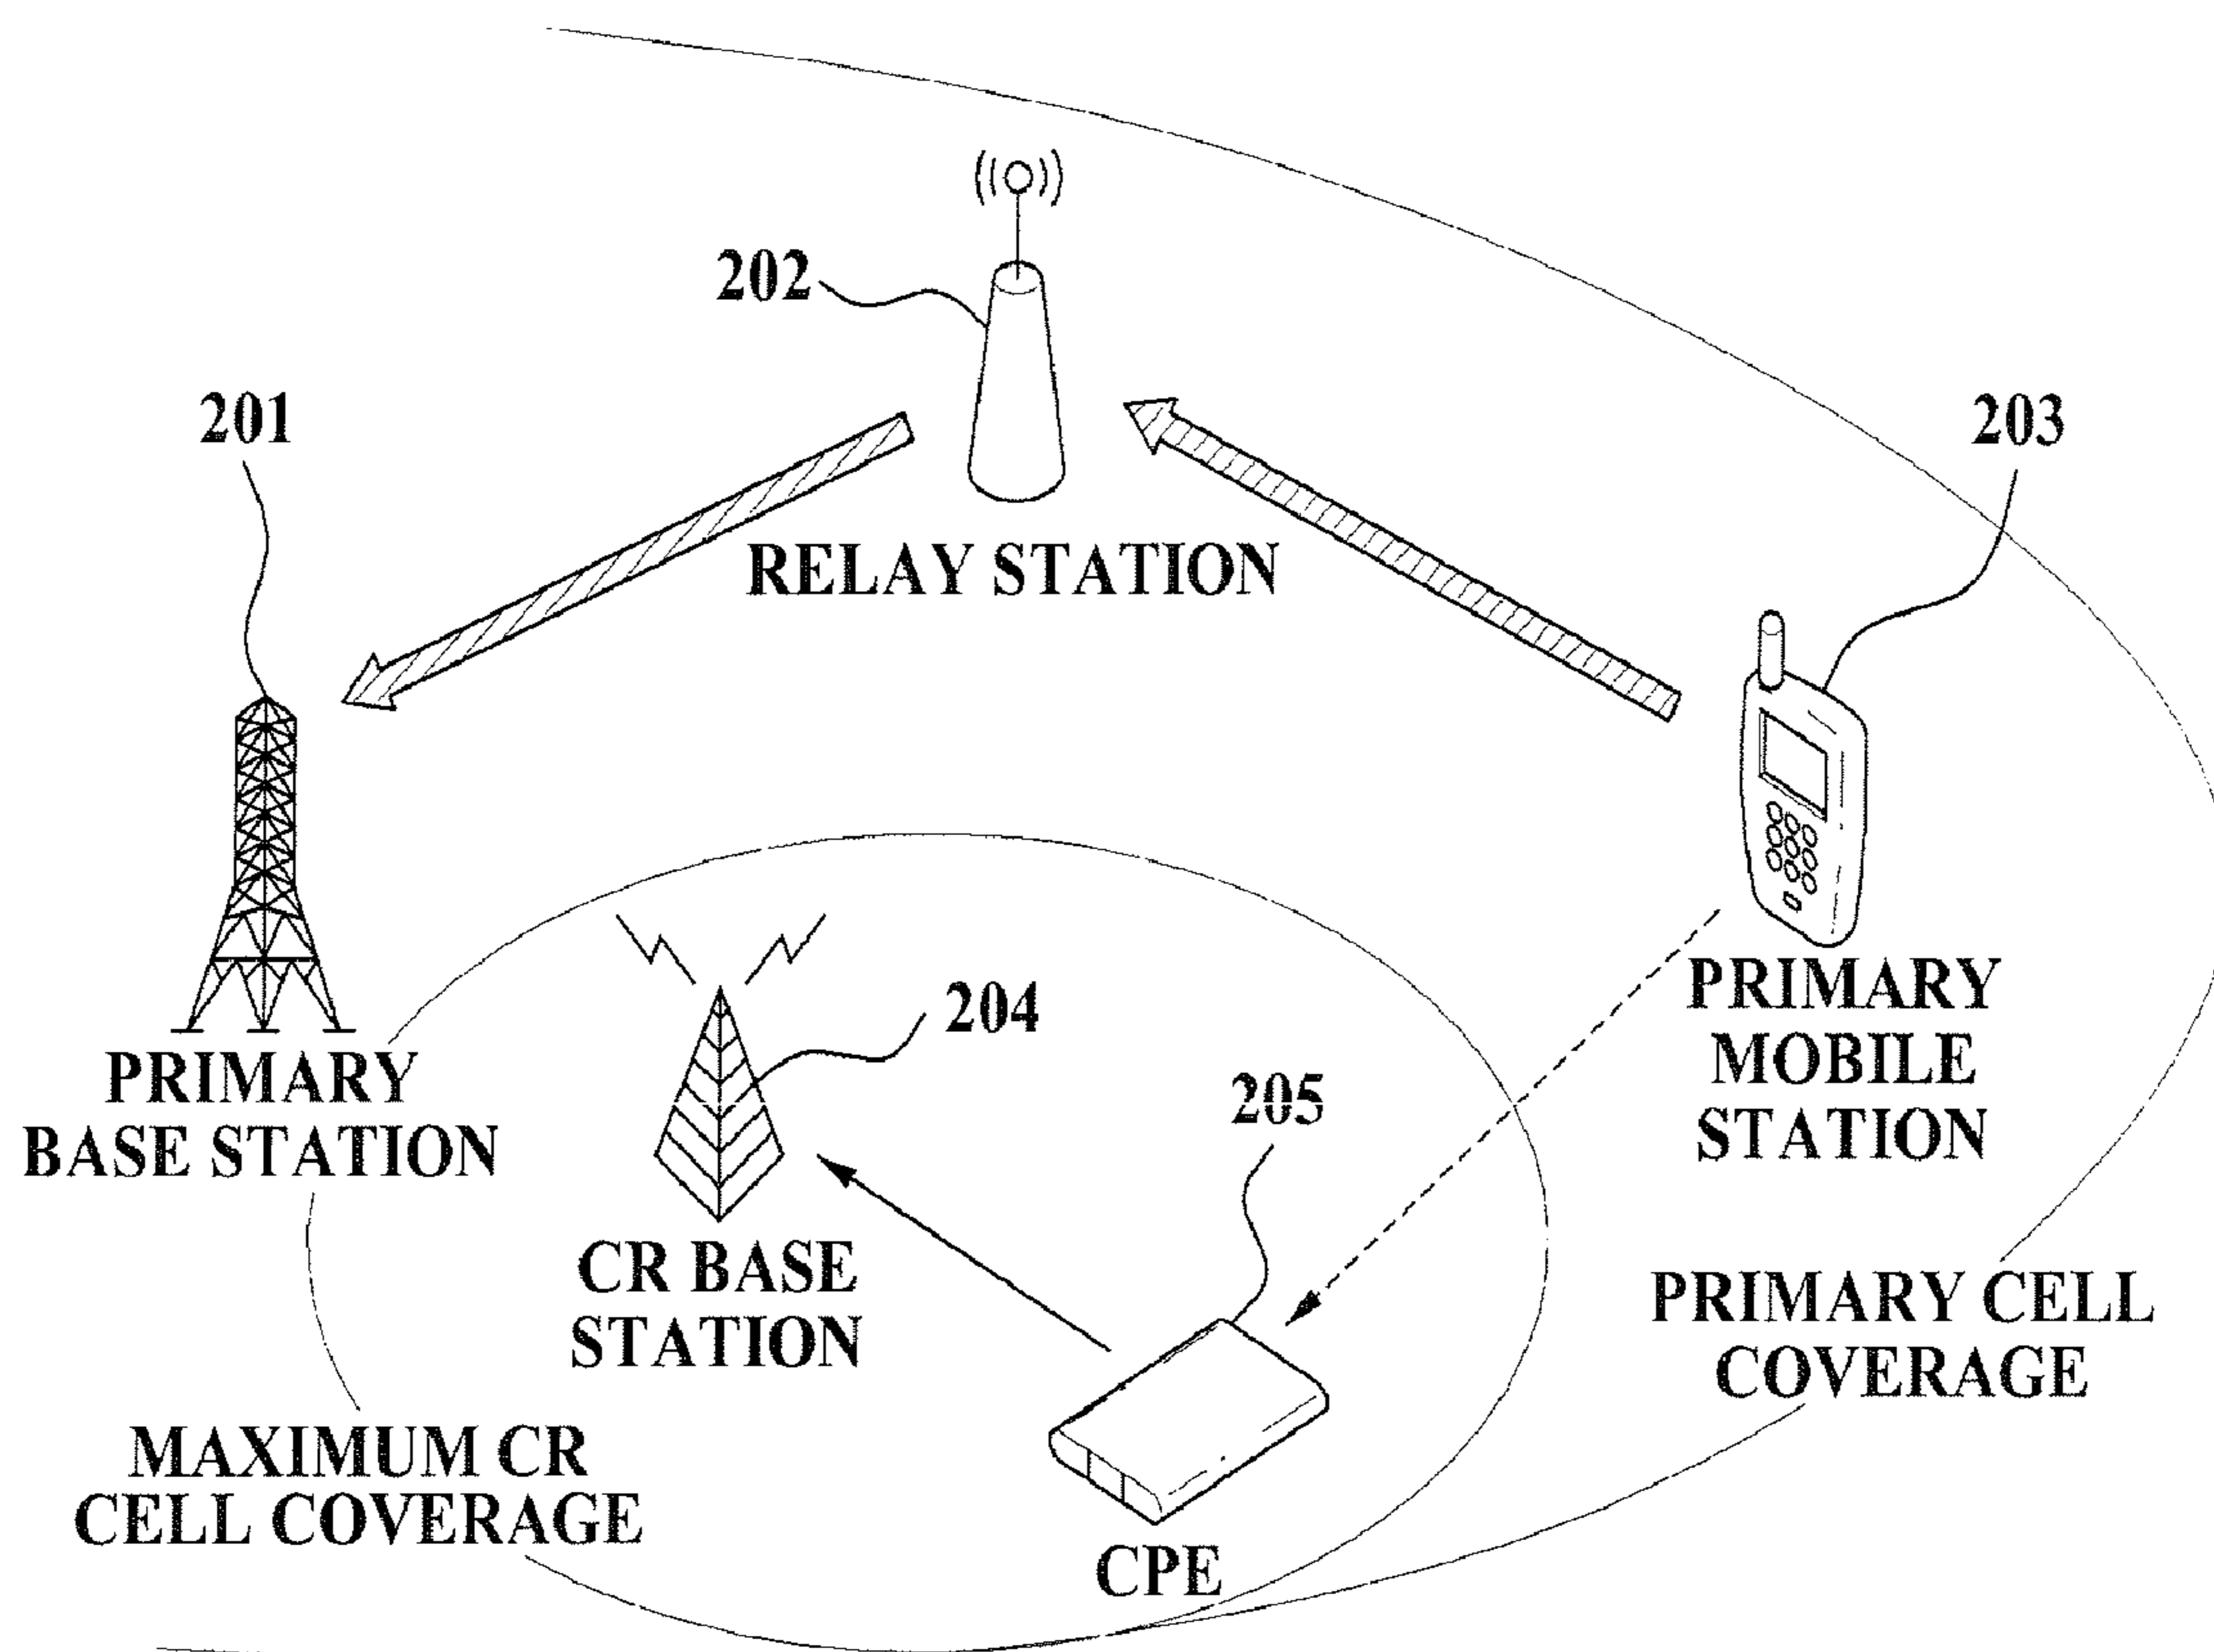 202
201
203
RELAY STATION
204
PRIMARY
MOBILE
STATION
PRIMARY
BASE STATION
205
CR BASE
STATION
PRIMARY CELL
COVERAGE
MAXIMUM CR
CELL COVERAGE
CPE